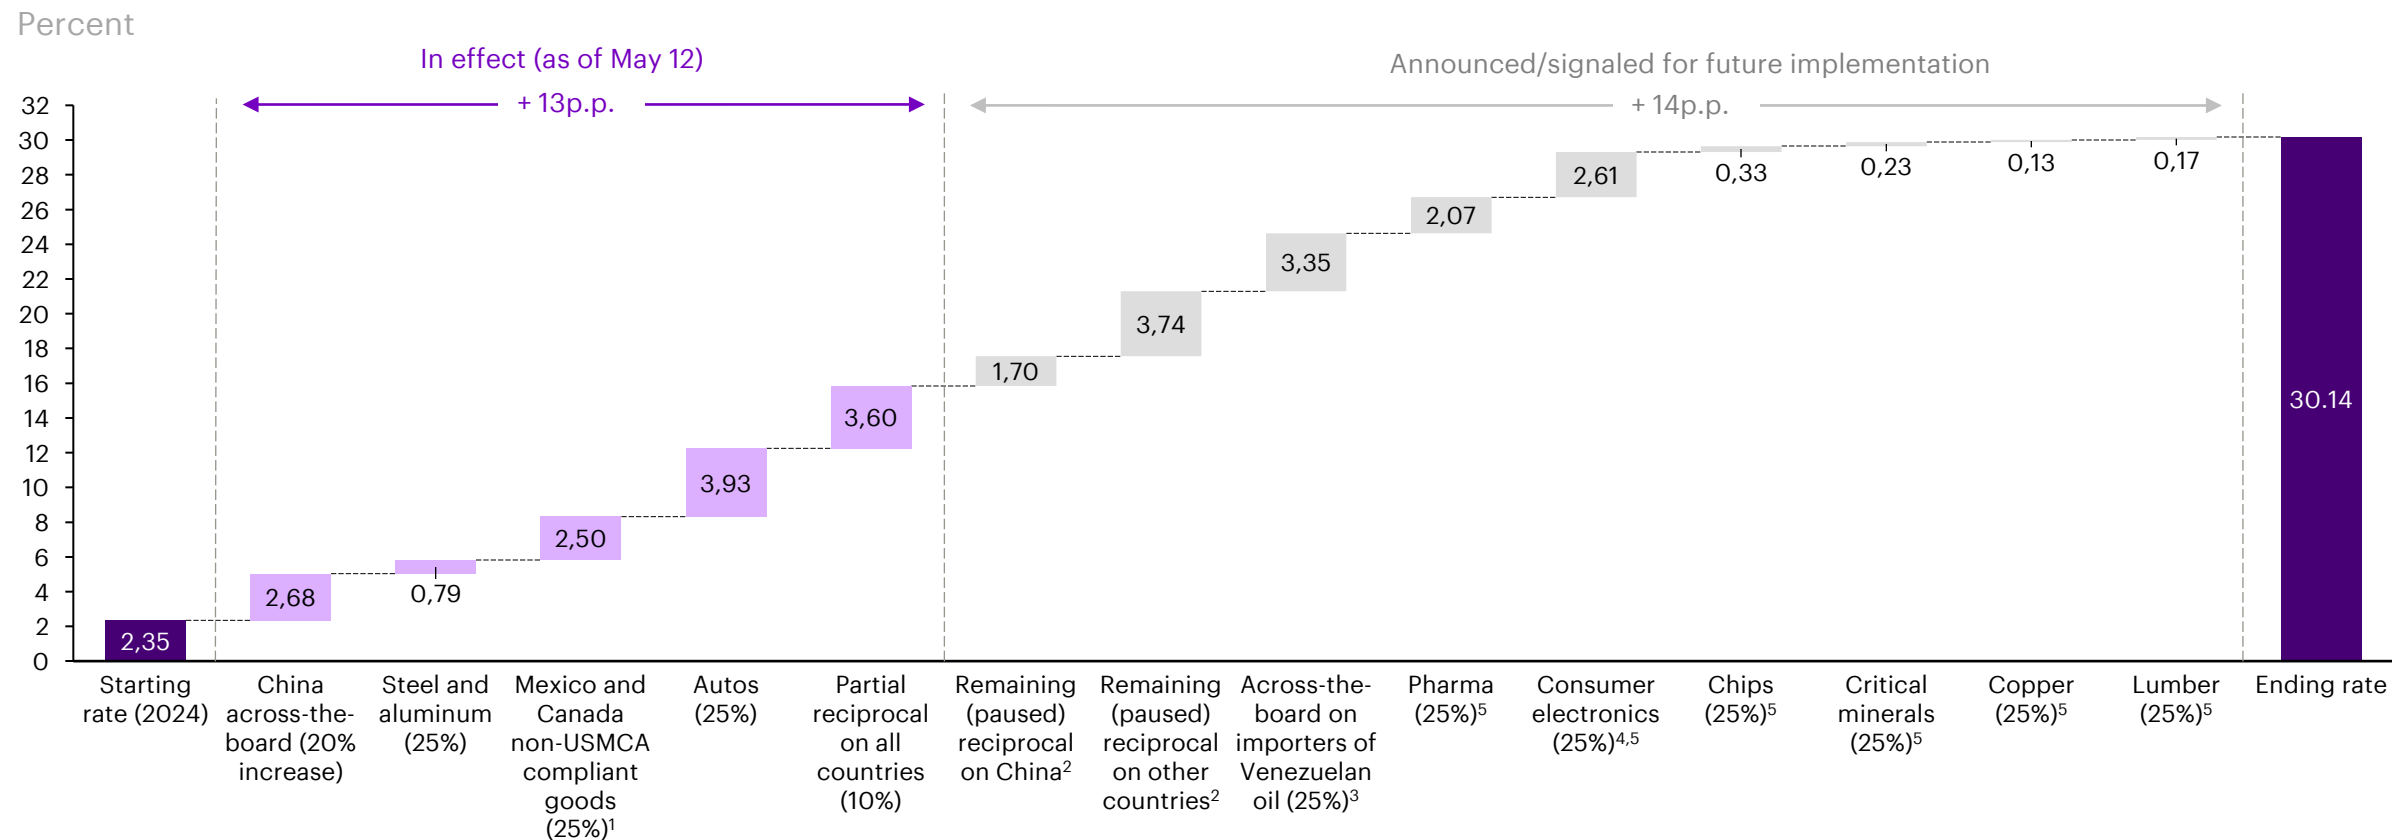 Percent
In effect (as of May 12)
+ 13p.p.
Announced/signaled for future implementation
+ 14p.p.
32
30
28
26
24
22
20
18
16
14
12
10
8
6
4
2
0
2,35
2,68
0,79
2,50
3,93
3,60
1,70
3,74
3,35
2,07
2,61
0,33
0,23
0,13
0,17
30.14
Starting
rate (2024)
China
across-the-
board (20%
increase)
Steel and
aluminum
(25%)
Mexico and
Canada
non-USMCA
compliant
goods
(25%)¹
Autos
(25%)
Partial
reciprocal
on all
countries
(10%)
Remaining
(paused)
reciprocal
on China²
Remaining
(paused)
reciprocal
on other
countries²
Across-the-
board on
importers of
Venezuelan
oil (25%)³
Pharma
(25%)⁵
Consumer
electronics
(25%)⁴,⁵
Chips
(25%)⁵
Critical
minerals
(25%)⁵
Copper
(25%)⁵
Lumber
(25%)⁵
Ending rate